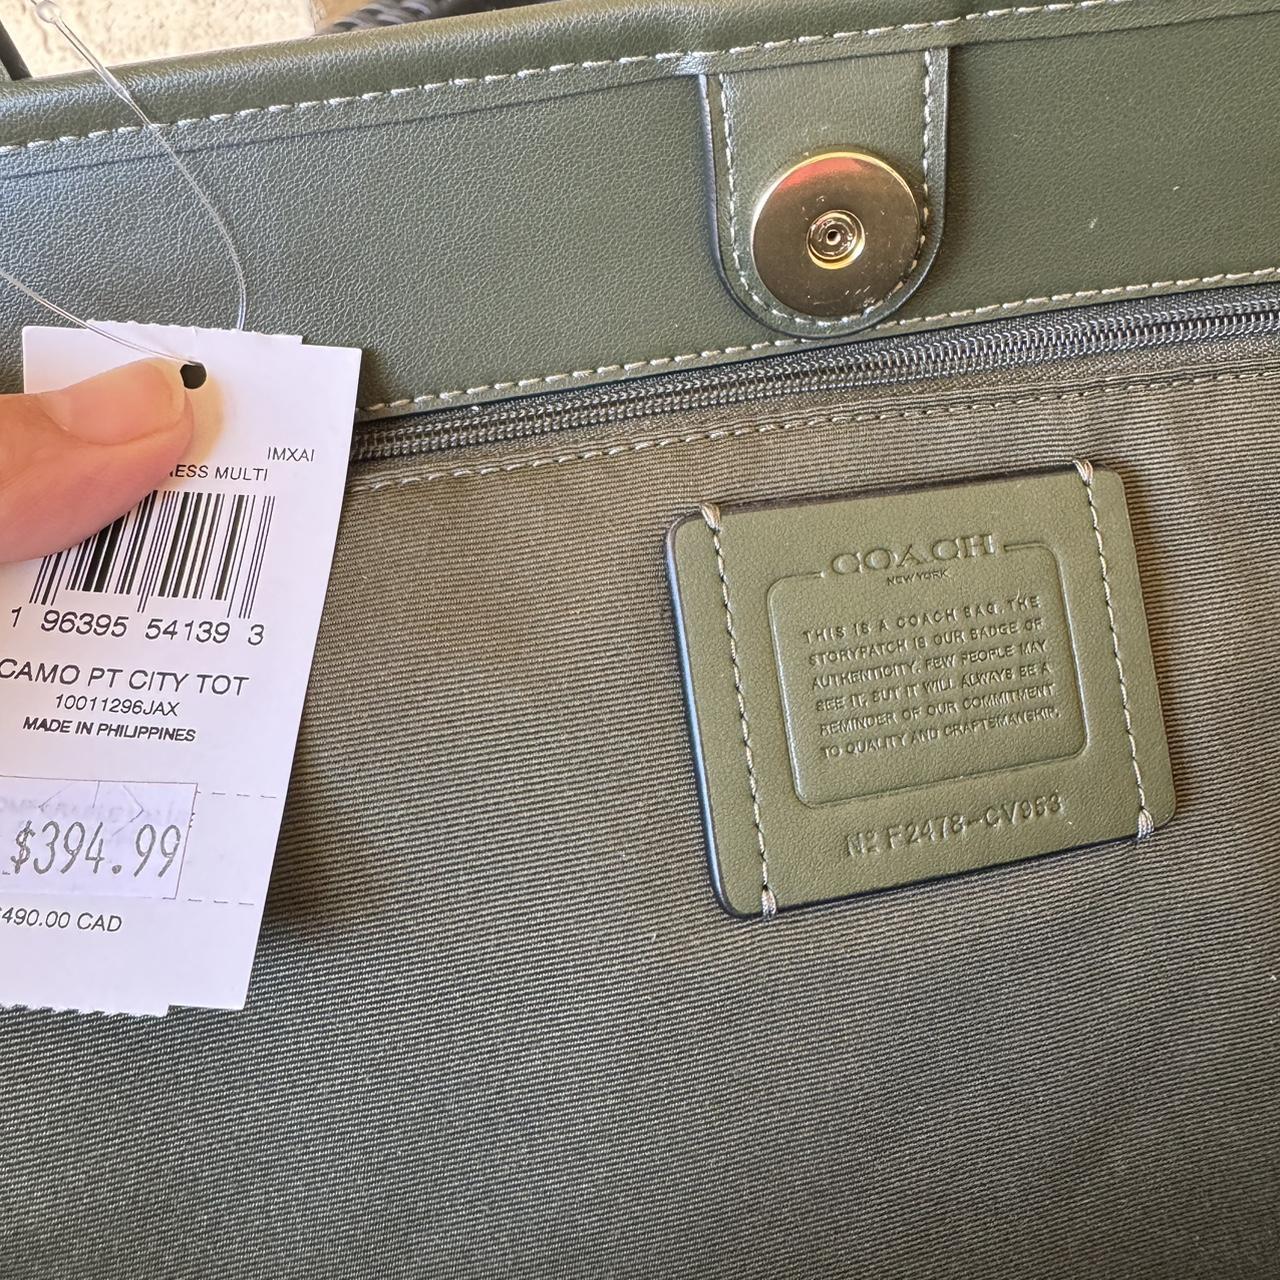 IMXAI
ESS MULTI
1 96395 54139 3
CAMO PT CITY TOT
10011296JAX
MADE IN PHILIPPINES
$394.99
$490.00 CAD
COACH
NEW YORK
THIS IS A COACH BAG. THE
STORYPATCH IS OUR BADGE OF
AUTHENTICITY. FEW PEOPLE MAY
SEE IT, BUT IT WILL ALWAYS BE A
REMINDER OF OUR COMMITMENT
TO QUALITY AND CRAFTSMANSHIP.
Nº F2478-CV953